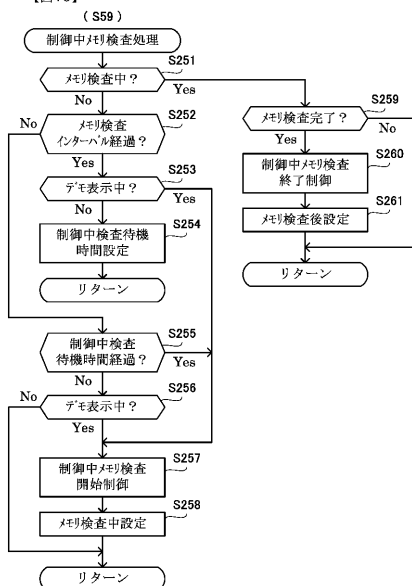 (S59)
制御中メモリ検査処理
S251
メモリ検査中？
No
Yes
S252
No
メモリ検査
インターバル経過？
Yes
S253
デモ表示中？
No
Yes
S254
制御中検査待機
時間設定
リターン
S255
制御中検査
待機時間経過？
Yes
No
S256
No
デモ表示中？
Yes
S257
制御中メモリ検査
開始制御
S258
メモリ検査中設定
リターン
S259
メモリ検査完了？
No
Yes
S260
制御中メモリ検査
終了制御
S261
メモリ検査後設定
リターン